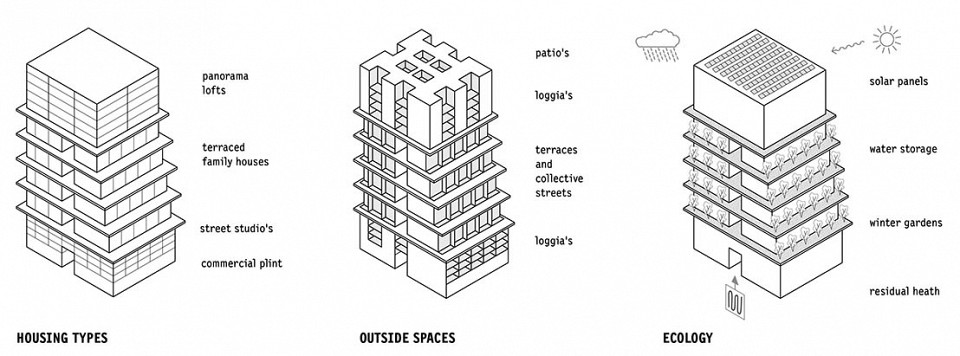 panorama
lofts
terraced
family houses
street studio's
commercial plint
HOUSING TYPES
patio's
loggia's
terraces
and
collective
streets
loggia's
OUTSIDE SPACES
solar panels
water storage
winter gardens
residual heath
ECOLOGY